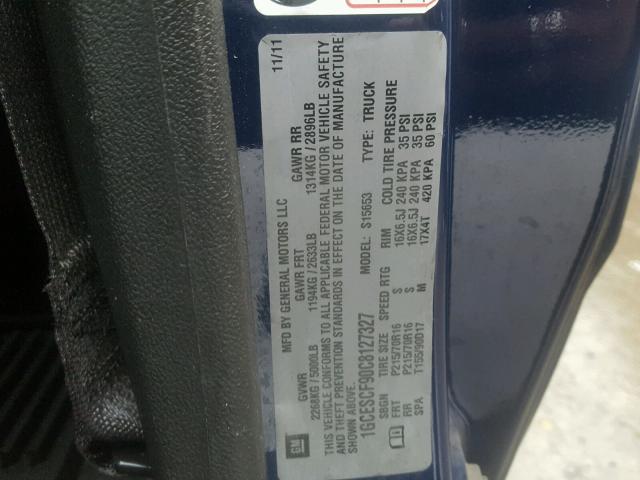 GM
MFD BY GENERAL MOTORS LLC
11/11
GVWR
GAWR FRT
GAWR RR
2268KG / 5000LB
1194KG / 2633LB
1314KG / 2896LB
THIS VEHICLE CONFORMS TO ALL APPLICABLE FEDERAL MOTOR VEHICLE SAFETY
AND THEFT PREVENTION STANDARDS IN EFFECT ON THE DATE OF MANUFACTURE
SHOWN ABOVE.
1GCESCF90C8127327
MODEL: S15653
TYPE: TRUCK
SBGN TIRE SIZE SPEED RTG RIM COLD TIRE PRESSURE
FRT P215/70R16 S 16X6.5J 240 KPA 35 PSI
RR P215/70R16 S 16X6.5J 240 KPA 35 PSI
SPA T155/90D17 M 17X4T 420 KPA 60 PSI